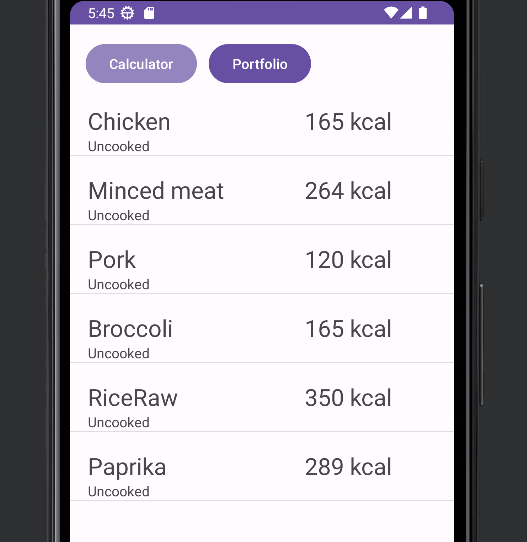 5:45
Calculator Portfolio
Chicken 165 kcal
Uncooked
Minced meat 264 kcal
Uncooked
Pork 120 kcal
Uncooked
Broccoli 165 kcal
Uncooked
RiceRaw 350 kcal
Uncooked
Paprika 289 kcal
Uncooked